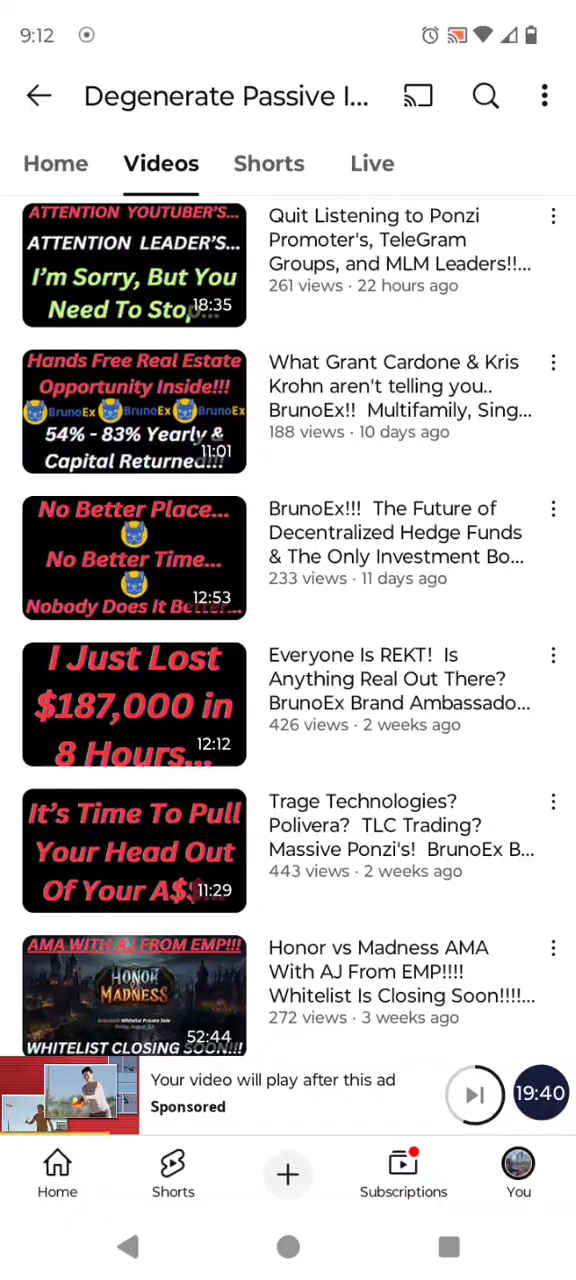 9:12
Degenerate Passive I...
Home Videos Shorts Live
ATTENTION YOUTUBER'S...
ATTENTION LEADER'S...
I'm Sorry, But You
Need To Stop...
18:35
Quit Listening to Ponzi
Promoter's, TeleGram
Groups, and MLM Leaders!!...
261 views · 22 hours ago
Hands Free Real Estate
Opportunity Inside!!!
BrunoEx BrunoEx BrunoEx
54% - 83% Yearly &
Capital Returned!!!
11:01
What Grant Cardone & Kris
Krohn aren't telling you..
BrunoEx!! Multifamily, Sing...
188 views · 10 days ago
No Better Place...
No Better Time...
Nobody Does It Better...
12:53
BrunoEx!!! The Future of
Decentralized Hedge Funds
& The Only Investment Bo...
233 views · 11 days ago
I Just Lost
$187,000 in
8 Hours...
12:12
Everyone Is REKT! Is
Anything Real Out There?
BrunoEx Brand Ambassado...
426 views · 2 weeks ago
It's Time To Pull
Your Head Out
Of Your A$
11:29
Trage Technologies?
Polivera? TLC Trading?
Massive Ponzi's! BrunoEx B...
443 views · 2 weeks ago
AMA WITH AJ FROM EMP!!!
HONOR
MADNESS
WHITELIST CLOSING SOON!!!
52:44
Honor vs Madness AMA
With AJ From EMP!!!!
Whitelist Is Closing Soon!!!!...
272 views · 3 weeks ago
Your video will play after this ad
Sponsored
19:40
Home Shorts Subscriptions You